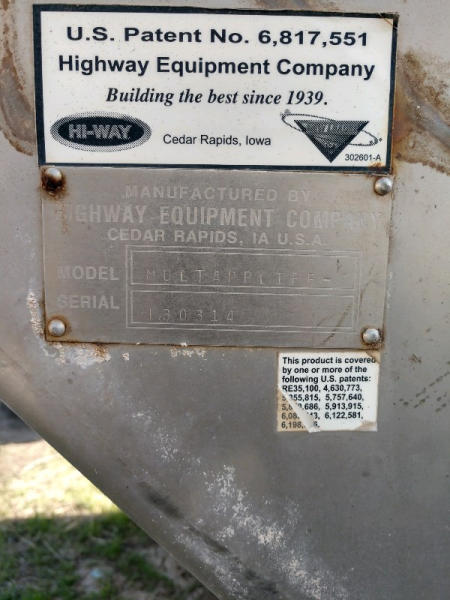 U.S. Patent No. 6,817,551
Highway Equipment Company
Building the best since 1939.
HI-WAY
Cedar Rapids, Iowa
302601-A
MANUFACTURED BY
HIGHWAY EQUIPMENT COMPANY
CEDAR RAPIDS, IA U.S.A.
MODEL
SERIAL 130314
This product is covered
by one or more of the
following U.S. patents:
RE35,100, 4,630,773,
5,757,640,
5,913,915,
6,122,581,